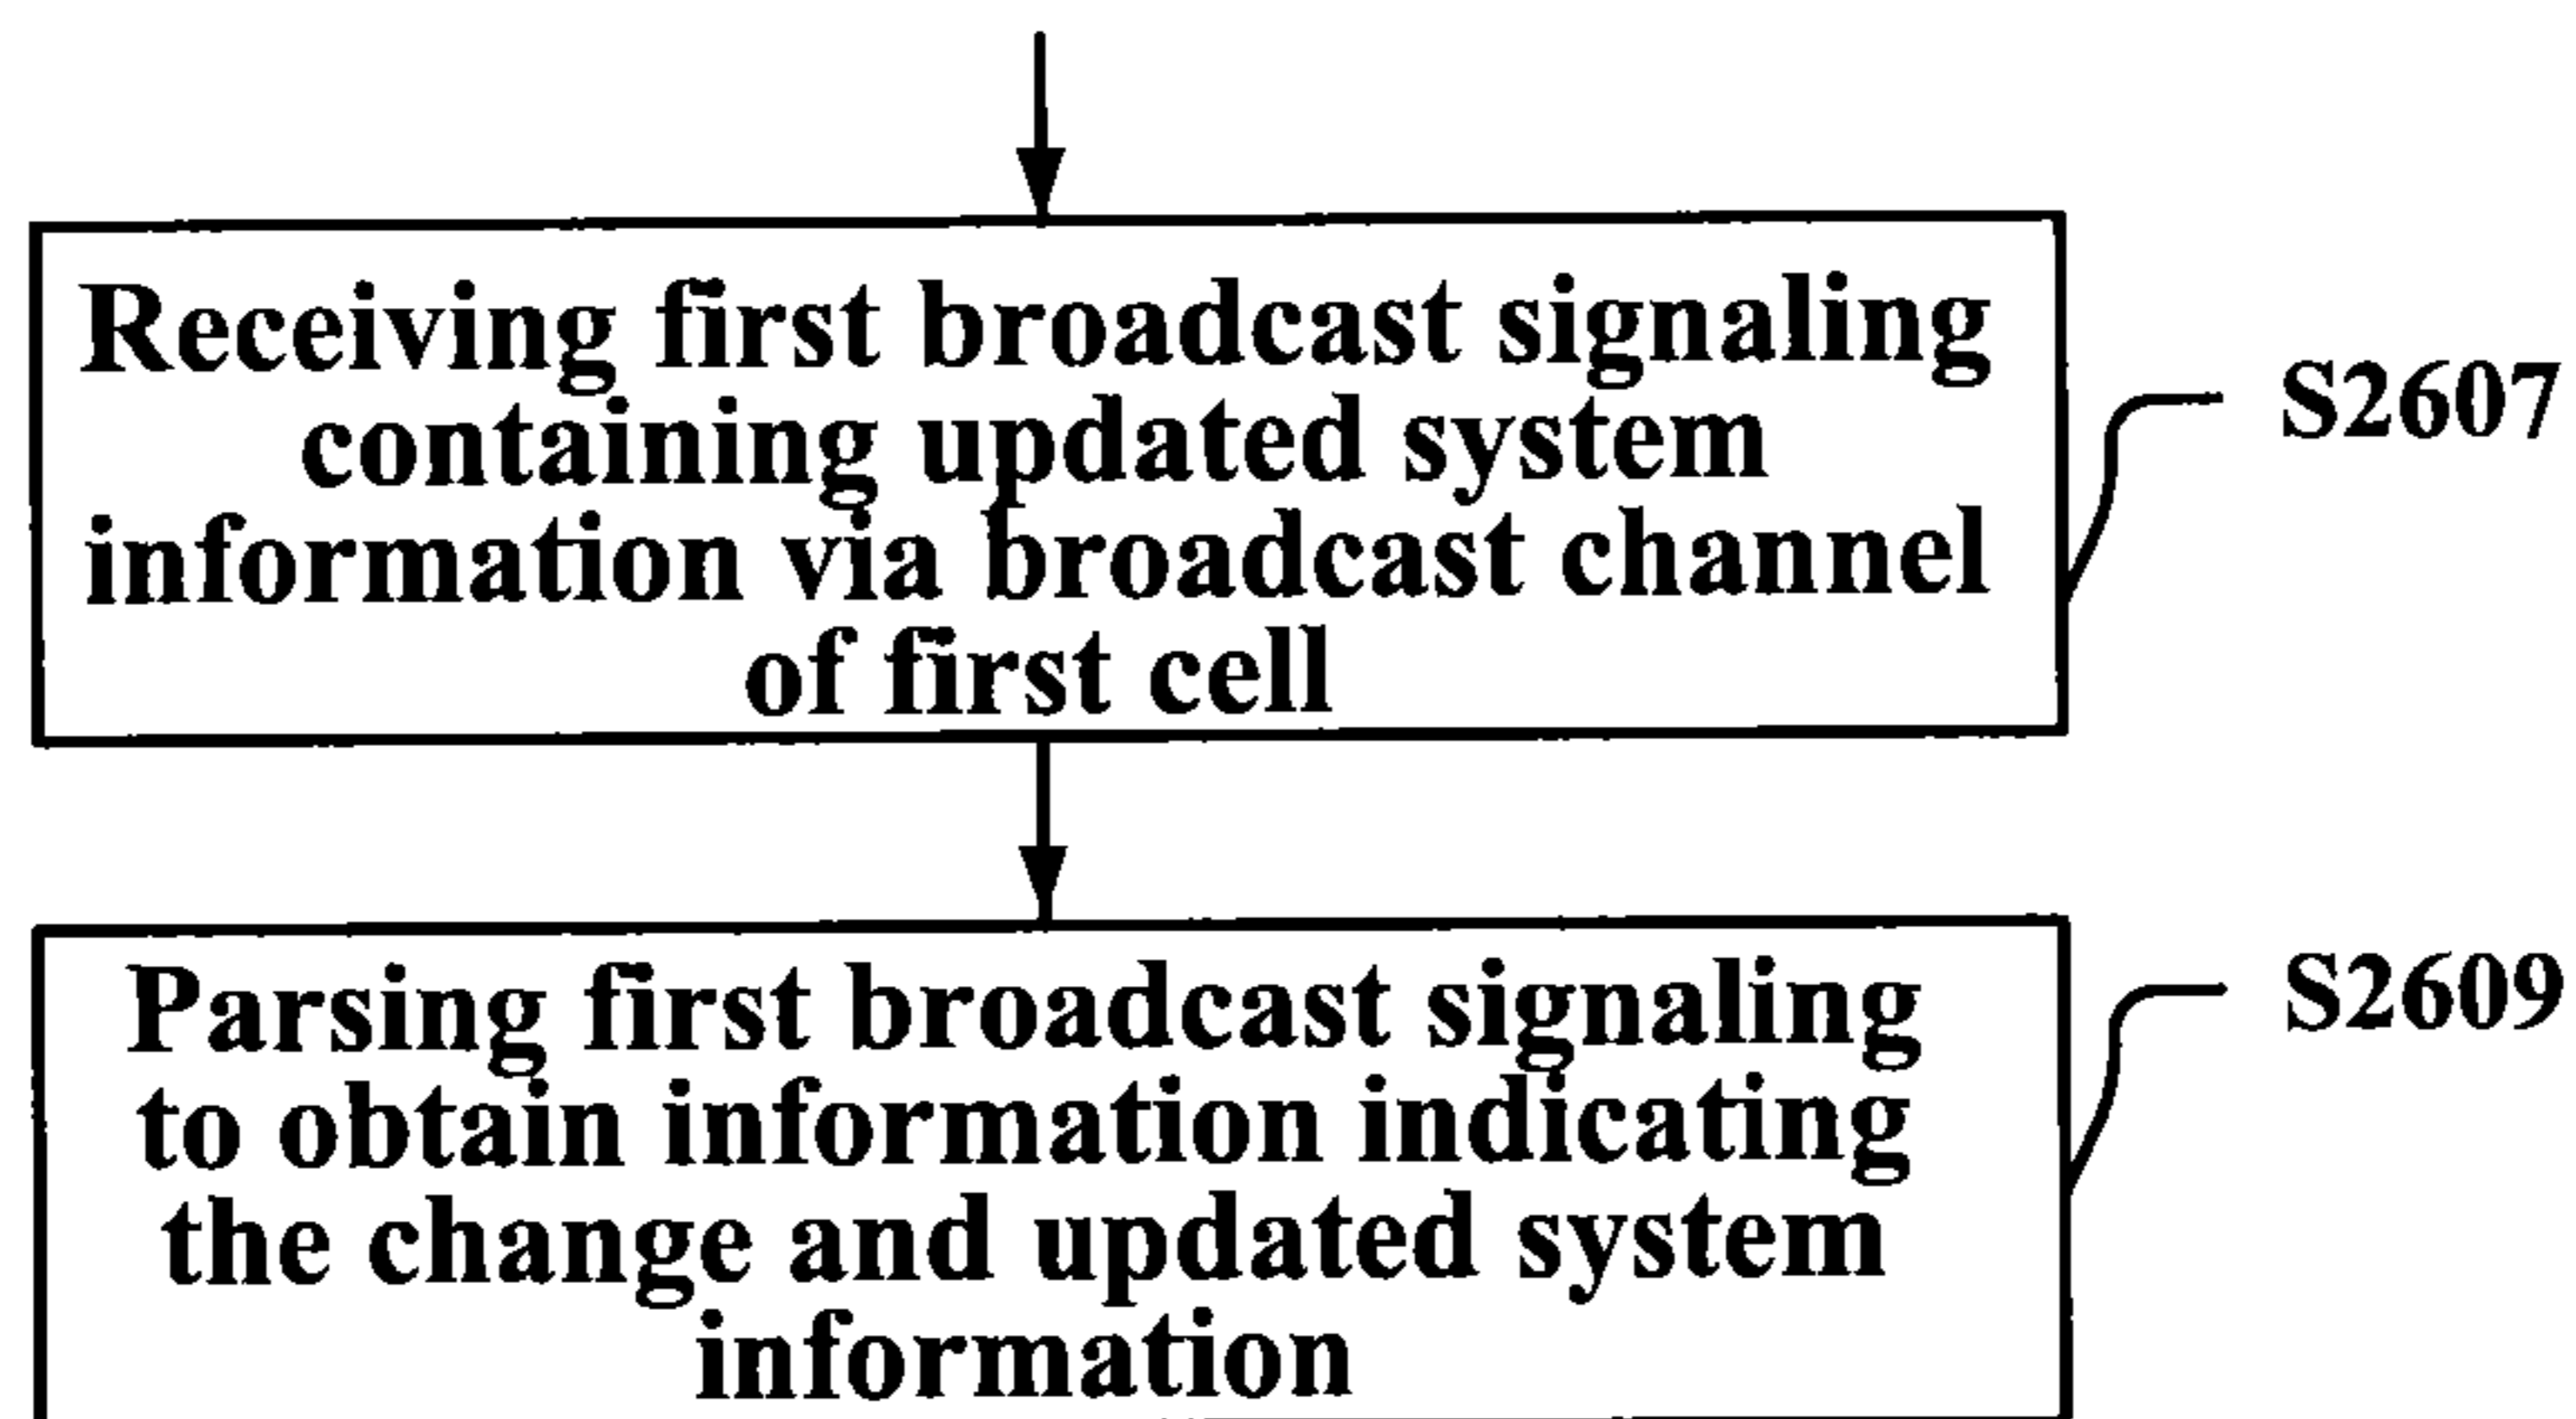 Receiving first broadcast signaling
containing updated system
information via broadcast channel
of first cell
S2607
Parsing first broadcast signaling
to obtain information indicating
the change and updated system
information
S2609